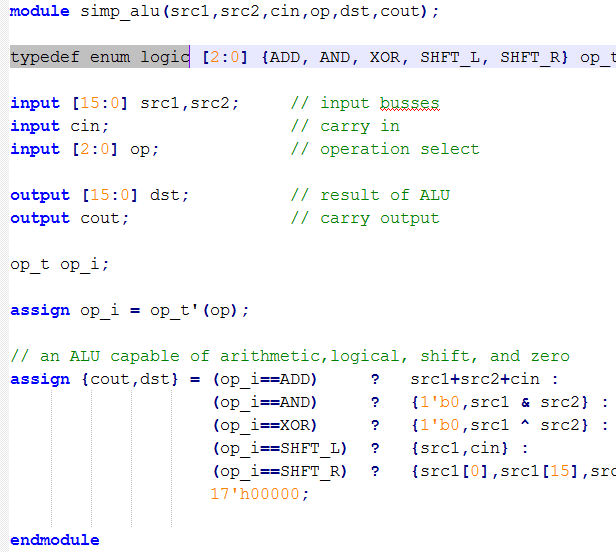 module simp_alu(src1,src2,cin,op,dst,cout);
typedef enum logic [2:0] {ADD, AND, XOR, SHFT_L, SHFT_R} op_t
input [15:0] src1,src2; // input busses
input cin; // carry in
input [2:0] op; // operation select
output [15:0] dst; // result of ALU
output cout; // carry output
op_t op_i;
assign op_i = op_t'(op);
// an ALU capable of arithmetic,logical, shift, and zero
assign {cout,dst} = (op_i==ADD) ? src1+src2+cin :
(op_i==AND) ? {1'b0,src1 & src2} :
(op_i==XOR) ? {1'b0,src1 ^ src2} :
(op_i==SHFT_L) ? {src1,cin} :
(op_i==SHFT_R) ? {src1[0],src1[15],src
17'h00000;
endmodule